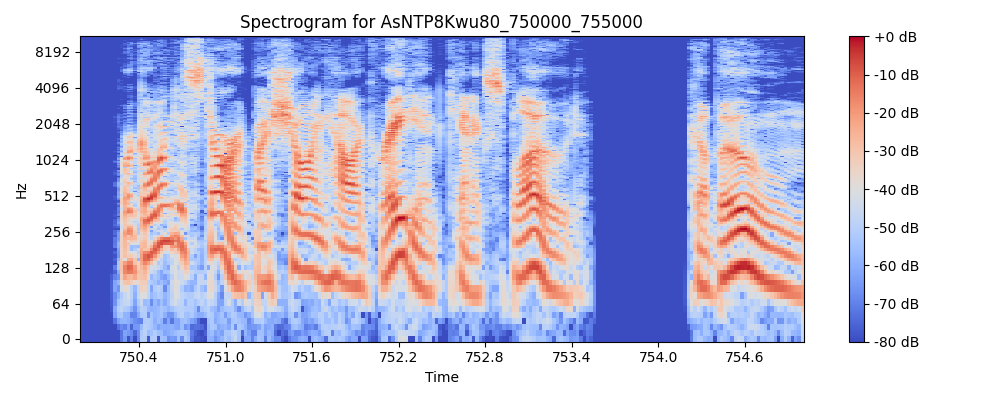 Spectrogram for AsNTP8Kwu80_750000_755000
+0 dB
8192
-10 dB
4096
-20 dB
2048
-30 dB
1024
-40 dB
Hz
512
-50 dB
256
-60 dB
128
-70 dB
64
0
-80 dB
750.4 751.0 751.6 752.2 752.8 753.4 754.0 754.6
Time